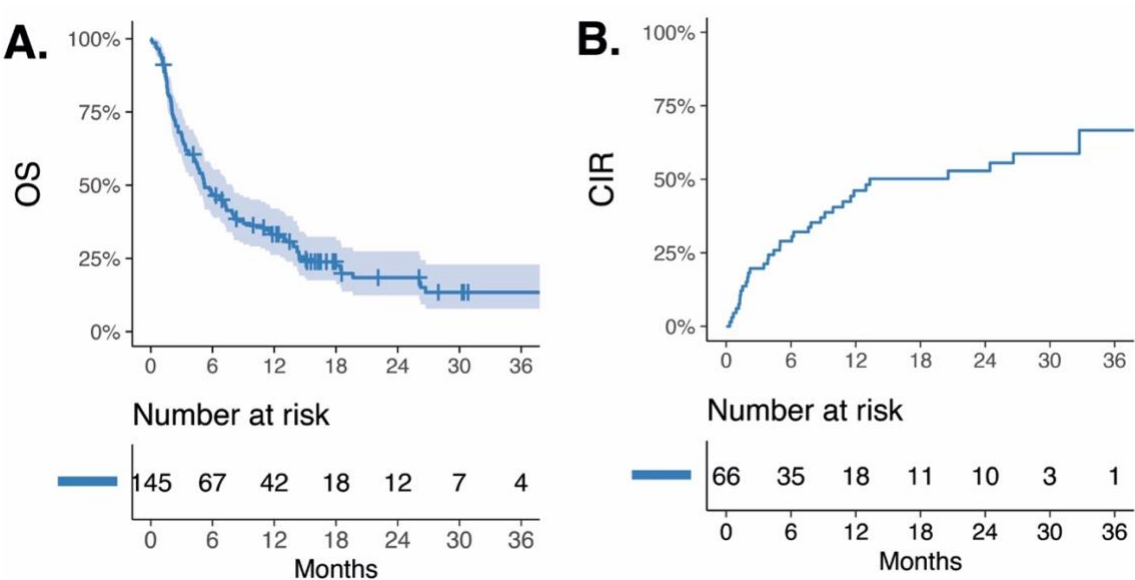 A.
OS
100%
75%
50%
25%
0%
0 6 12 18 24 30 36
Number at risk
145 67 42 18 12 7 4
0 6 12 18 24 30 36
Months
B.
CIR
100%
75%
50%
25%
0%
0 6 12 18 24 30 36
Number at risk
66 35 18 11 10 3 1
0 6 12 18 24 30 36
Months